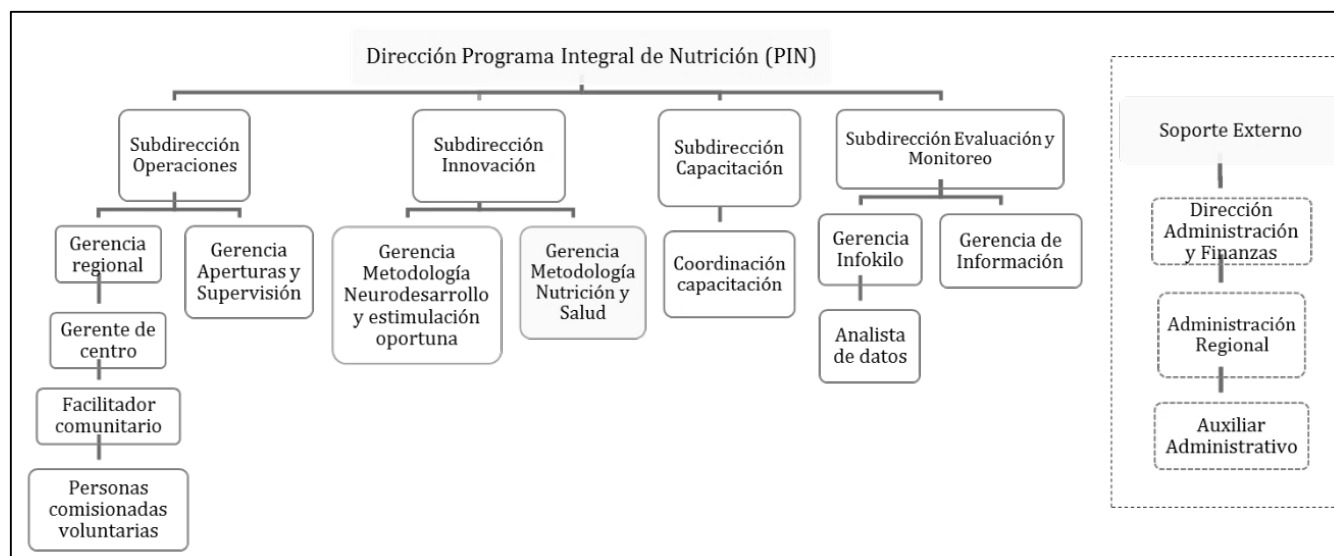 Dirección Programa Integral de Nutrición (PIN)
Subdirección
Operaciones
Subdirección
Innovación
Subdirección
Capacitación
Subdirección Evaluación y
Monitoreo
Gerencia
regional
Gerencia
Aperturas y
Supervisión
Gerencia
Metodología
Neurodesarrollo
y estimulación
oportuna
Gerencia
Metodología
Nutrición y
Salud
Coordinación
capacitación
Gerencia
Infokilo
Gerencia de
Información
Gerente de
centro
Analista
de datos
Facilitador
comunitario
Personas
comisionadas
voluntarias
Soporte Externo
Dirección
Administración
y Finanzas
Administración
Regional
Auxiliar
Administrativo